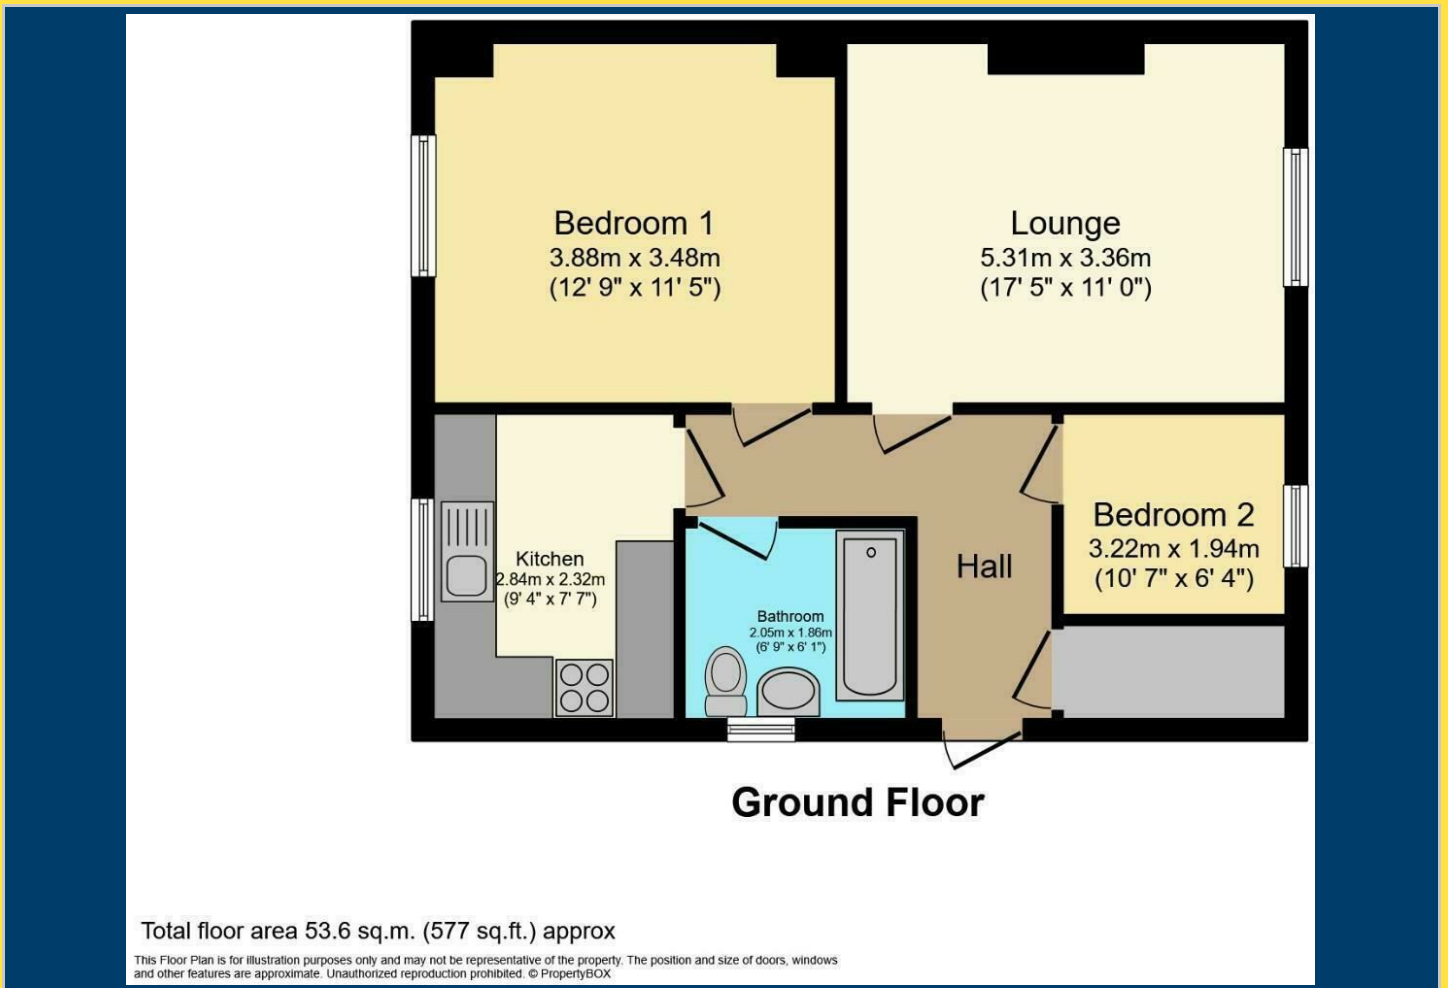 Bedroom 1
3.88m x 3.48m
(12' 9" x 11' 5")
Lounge
5.31m x 3.36m
(17' 5" x 11' 0")
Kitchen
2.84m x 2.32m
(9' 4" x 7' 7")
Bathroom
2.05m x 1.86m
(6' 9" x 6' 1")
Hall
Bedroom 2
3.22m x 1.94m
(10' 7" x 6' 4")
Ground Floor
Total floor area 53.6 sq.m. (577 sq.ft.) approx
This Floor Plan is for illustration purposes only and may not be representative of the property. The position and size of doors, windows
and other features are approximate. Unauthorized reproduction prohibited. © PropertyBOX